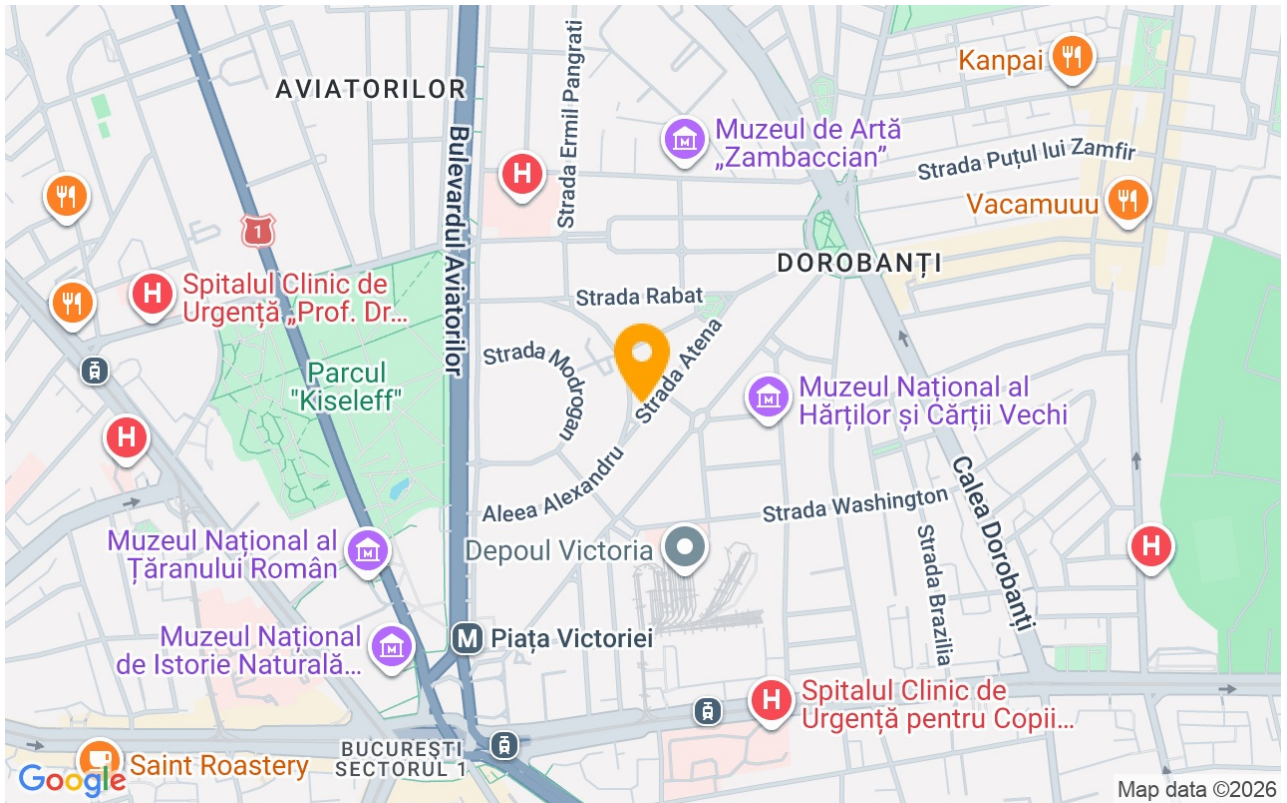 Kanpai
AVIATORILOR
Strada Ermil Pangrati
Bulevardul Aviatorilor
H
M
Muzeul de Artă
„Zambaccian”
Strada Puțul lui Zamfir
Vacamuuu
1
DOROBANȚI
H
Spitalul Clinic de
Urgență „Prof. Dr...
Strada Rabat
Strada Atena
Strada Modrogan
Parcul
"Kiseleff"
M
Muzeul Național al
Hărților și Cărții Vechi
H
Aleea Alexandru
Calea Dorobanți
Strada Washington
Strada Brazilia
H
Muzeul Național al
Țăranului Român
M
Depoul Victoria
Muzeul Național
de Istorie Naturală...
M
M
Piața Victoriei
H
Spitalul Clinic de
Urgență pentru Copii...
BUCUREȘTI
SECTORUL 1
Saint Roastery
Google
Map data ©2026